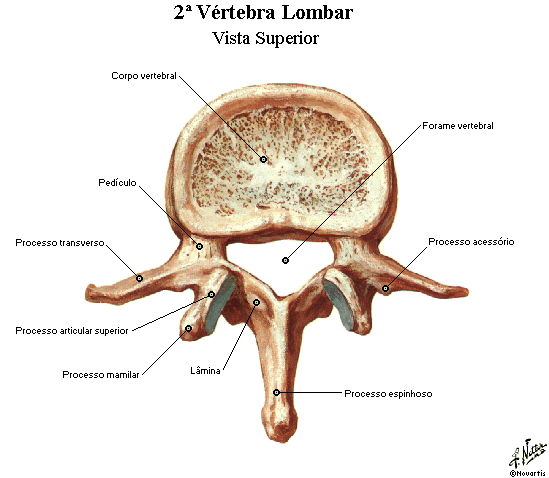 2ª Vértebra Lombar
Vista Superior
Corpo vertebral
Forame vertebral
Pedículo
Processo transverso
Processo acessório
Processo articular superior
Processo mamilar
Lâmina
Processo espinhoso
©Novartis